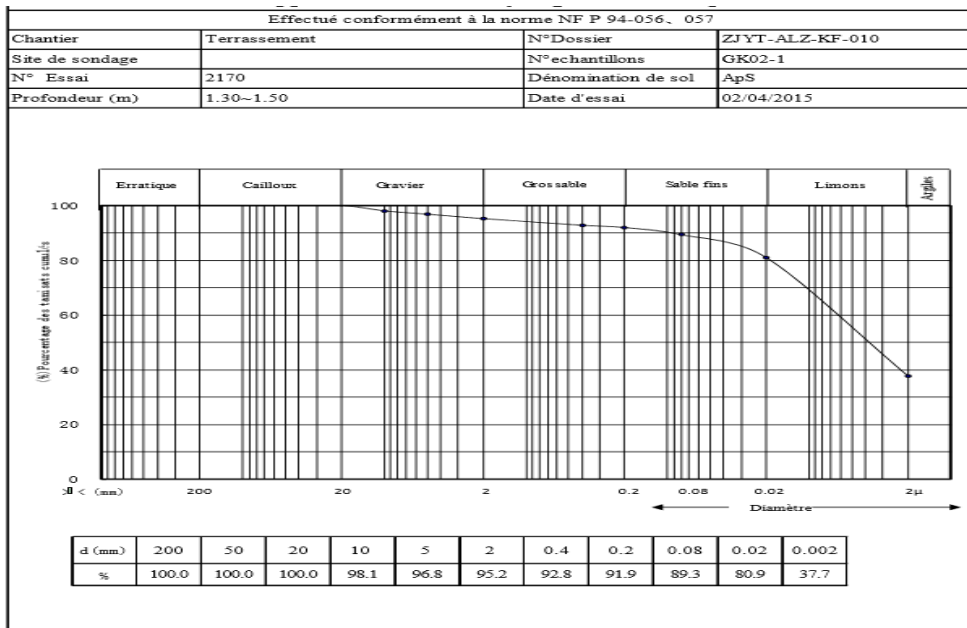 Effectué conformément à la norme NF P 94-056、057
Chantier Terrassement N°Dossier ZJYT-ALZ-KF-010
Site de sondage N°echantillons GK02-1
N° Essai 2170 Dénomination de sol ApS
Profondeur (m) 1.30~1.50 Date d'essai 02/04/2015
Erratique Cailloux Gravier Gros sable Sable fins Limons Argiles
(%) Pourcentage des tamisats cumulés
100
80
60
40
20
0
< (mm) 200 20 2 0.2 0.08 0.02 2μ
Diamètre
d (mm) 200 50 20 10 5 2 0.4 0.2 0.08 0.02 0.002
% 100.0 100.0 100.0 98.1 96.8 95.2 92.8 91.9 89.3 80.9 37.7